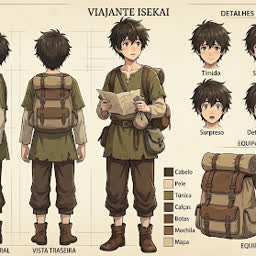 VIAJANTE ISEKAI
DETALHES
Tímido
Surpreso
Cabelo
Pele
Túnica
Calças
Botas
Mochila
Mapa
VISTA TRASEIRA